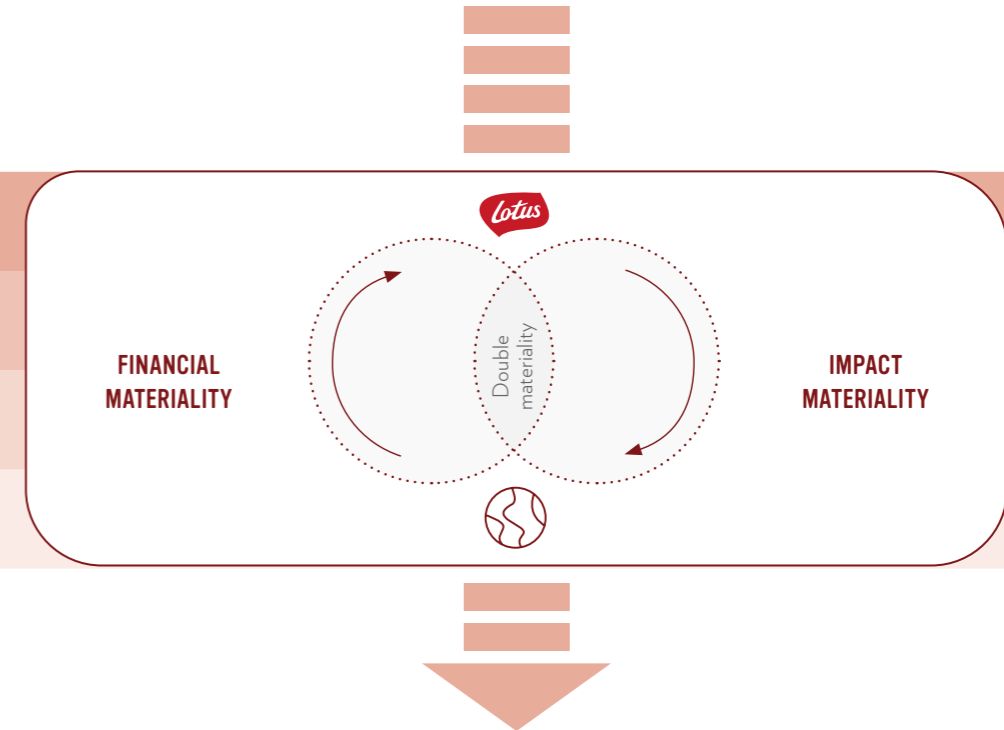 Lotus
FINANCIAL
MATERIALITY
Double
materiality
IMPACT
MATERIALITY